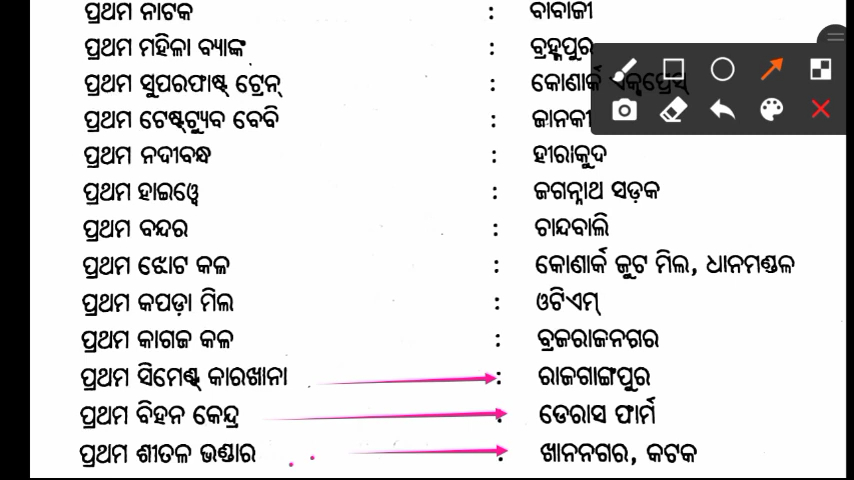 ପ୍ରଥମ ନାଟକ : ବାବାଜୀ
ପ୍ରଥମ ମହିଳା ବ୍ୟାଙ୍କ : ବ୍ରହ୍ମପୁର
ପ୍ରଥମ ସୁପରଫାଷ୍ଟ ଟ୍ରେନ୍ : କୋଣାର୍କ ଏକ୍ସପ୍ରେସ୍
ପ୍ରଥମ ଟେଷ୍ଟଟ୍ୟୁବ ବେବି : ଜାନକୀ
ପ୍ରଥମ ନଦୀବନ୍ଧ : ହୀରାକୁଦ
ପ୍ରଥମ ହାଇୱେ : ଜଗନ୍ନାଥ ସଡ଼କ
ପ୍ରଥମ ବନ୍ଦର : ଚାନ୍ଦବାଲି
ପ୍ରଥମ ଝୋଟ କଳ : କୋଣାର୍କ ଜୁଟ ମିଲ, ଧାନମଣ୍ଡଳ
ପ୍ରଥମ କପଡ଼ା ମିଲ : ଓଟିଏମ୍
ପ୍ରଥମ କାଗଜ କଳ : ବ୍ରଜରାଜନଗର
ପ୍ରଥମ ସିମେଣ୍ଟ କାରଖାନା : ରାଜଗାଙ୍ଗପୁର
ପ୍ରଥମ ବିହନ କେନ୍ଦ୍ର : ଡେରାସ ଫାର୍ମ
ପ୍ରଥମ ଶୀତଳ ଭଣ୍ଡାର : ଖାନନଗର, କଟକ